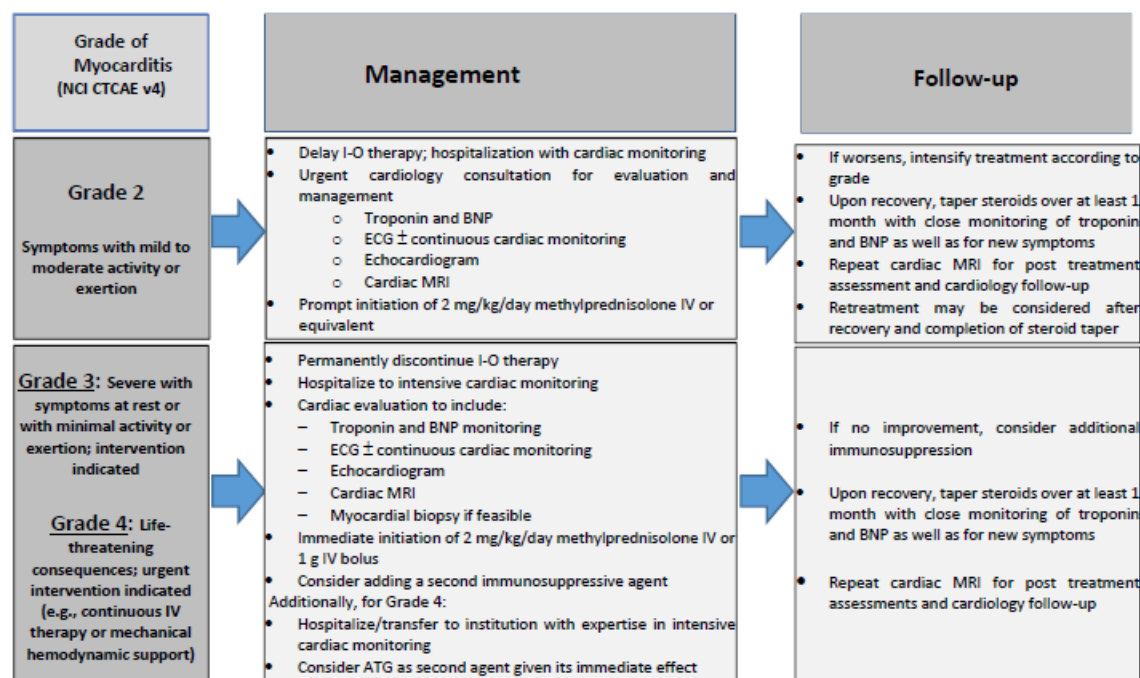 Grade of
Myocarditis
(NCI CTCAE v4)
Management
Follow-up
Grade 2
Symptoms with mild to
moderate activity or
exertion
• Delay I-O therapy; hospitalization with cardiac monitoring
• Urgent cardiology consultation for evaluation and
management
o Troponin and BNP
o ECG ± continuous cardiac monitoring
o Echocardiogram
o Cardiac MRI
• Prompt initiation of 2 mg/kg/day methylprednisolone IV or
equivalent
• If worsens, intensify treatment according to
grade
• Upon recovery, taper steroids over at least 1
month with close monitoring of troponin
and BNP as well as for new symptoms
• Repeat cardiac MRI for post treatment
assessment and cardiology follow-up
• Retreatment may be considered after
recovery and completion of steroid taper
Grade 3: Severe with
symptoms at rest or
with minimal activity or
exertion; intervention
indicated
Grade 4: Life-
threatening
consequences; urgent
intervention indicated
(e.g., continuous IV
therapy or mechanical
hemodynamic support)
• Permanently discontinue I-O therapy
• Hospitalize to intensive cardiac monitoring
• Cardiac evaluation to include:
– Troponin and BNP monitoring
– ECG ± continuous cardiac monitoring
– Echocardiogram
– Cardiac MRI
– Myocardial biopsy if feasible
• Immediate initiation of 2 mg/kg/day methylprednisolone IV or
1 g IV bolus
• Consider adding a second immunosuppressive agent
Additionally, for Grade 4:
• Hospitalize/transfer to institution with expertise in intensive
cardiac monitoring
• Consider ATG as second agent given its immediate effect
• If no improvement, consider additional
immunosuppression
• Upon recovery, taper steroids over at least 1
month with close monitoring of troponin
and BNP as well as for new symptoms
• Repeat cardiac MRI for post treatment
assessments and cardiology follow-up